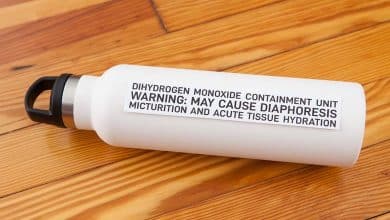 DIHYDROGEN MONOXIDE CONTAINMENT UNIT
WARNING: MAY CAUSE DIAPHORESIS
MICTURITION AND ACUTE TISSUE HYDRATION